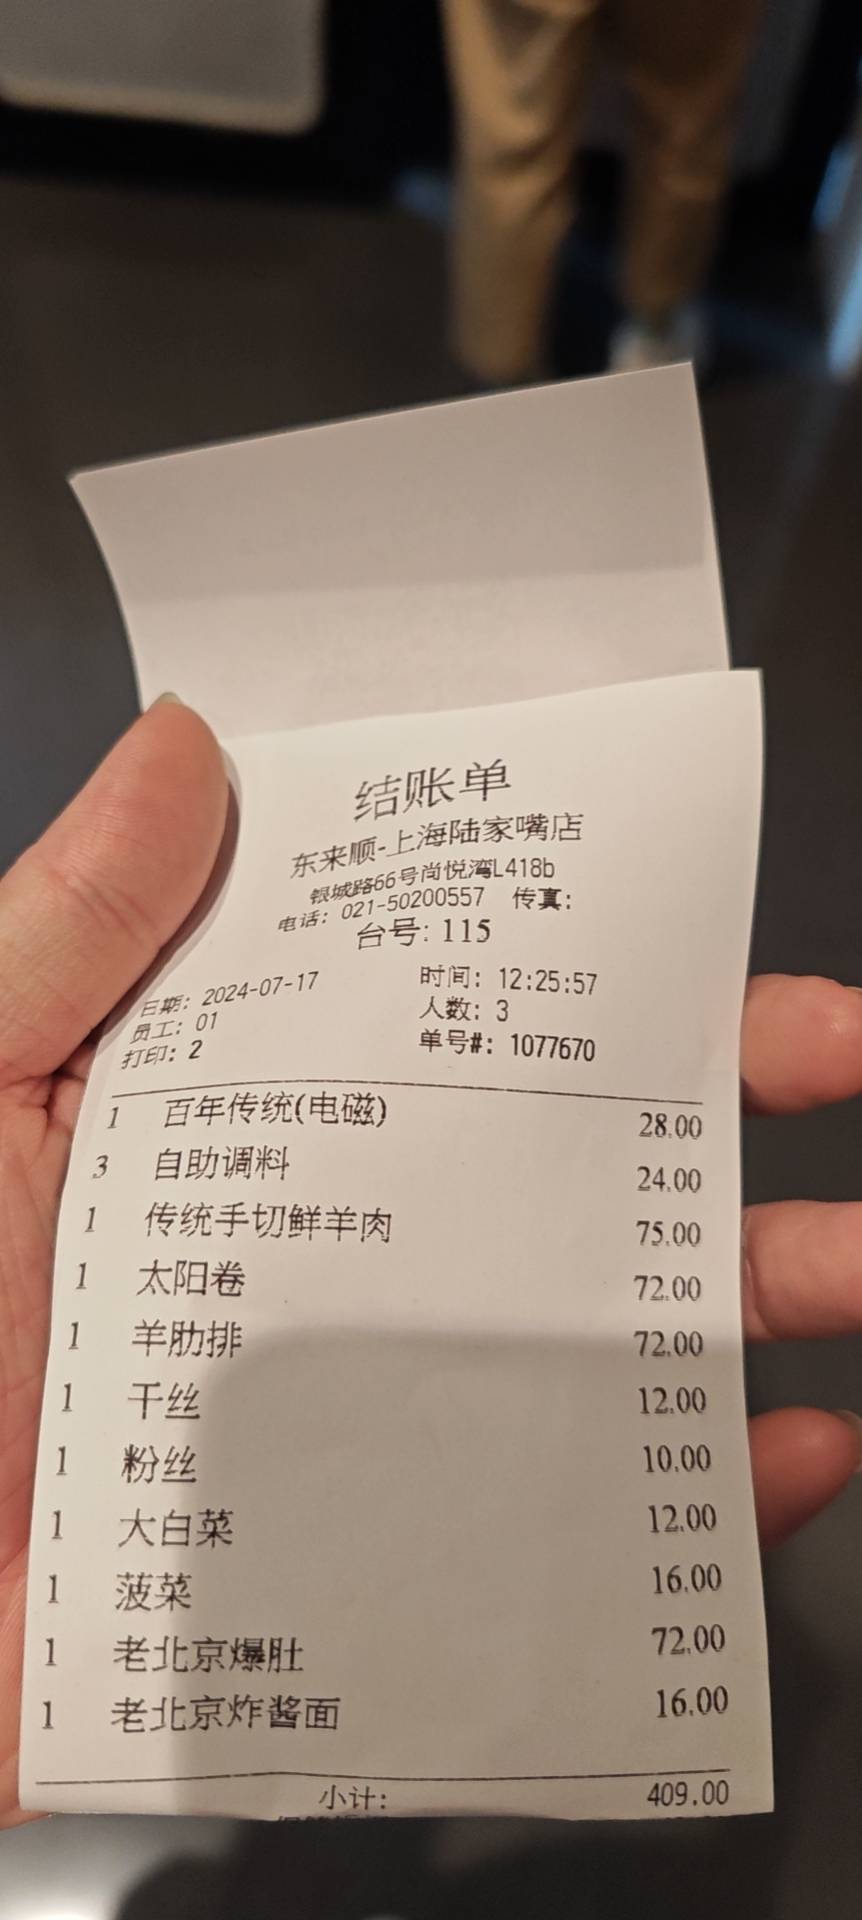 结账单
东来顺-上海陆家嘴店
银城路66号尚悦湾L418b
电话: 021-50200557 传真:
台号: 115
日期: 2024-07-17 时间: 12:25:57
员工: 01 人数: 3
打印: 2 单号#: 1077670
1 百年传统(电磁) 28.00
3 自助调料 24.00
1 传统手切鲜羊肉 75.00
1 太阳卷 72.00
1 羊肋排 72.00
1 干丝 12.00
1 粉丝 10.00
1 大白菜 12.00
1 菠菜 16.00
1 老北京爆肚 72.00
1 老北京炸酱面 16.00
小计: 409.00